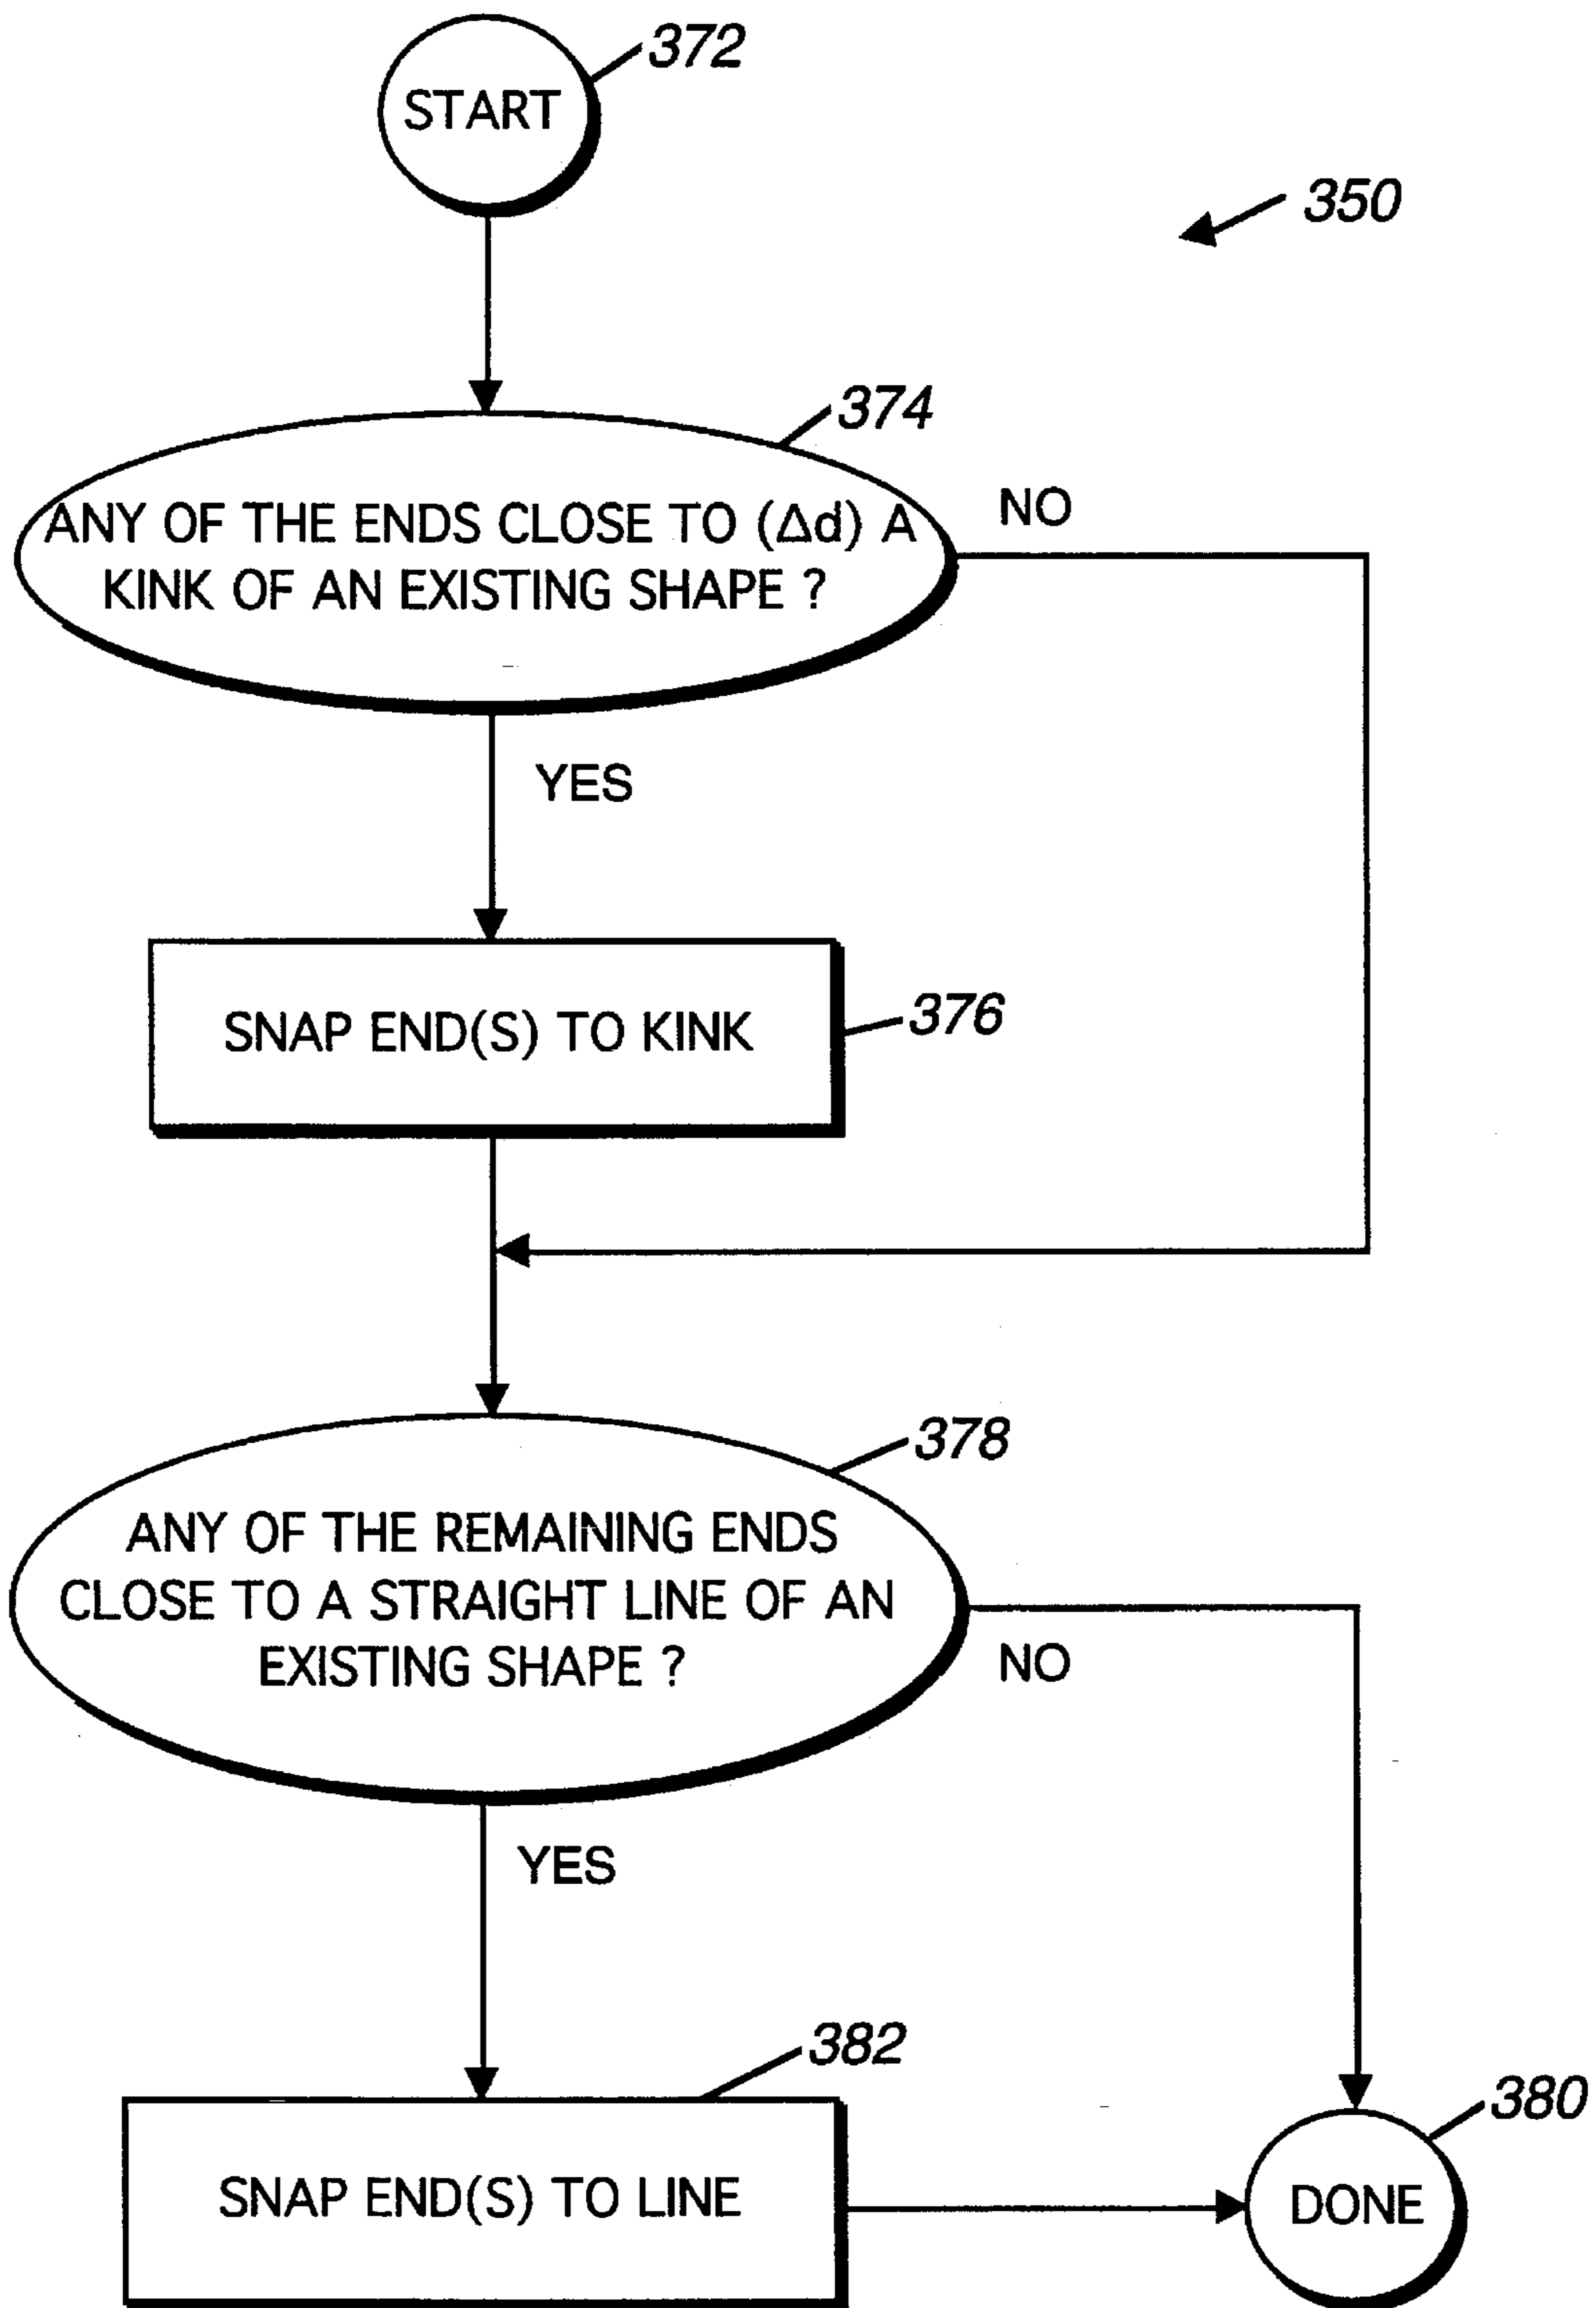 372
START
350
374
ANY OF THE ENDS CLOSE TO (Δd) A
KINK OF AN EXISTING SHAPE ?
NO
YES
SNAP END(S) TO KINK
376
378
ANY OF THE REMAINING ENDS
CLOSE TO A STRAIGHT LINE OF AN
EXISTING SHAPE ?
NO
YES
382
380
SNAP END(S) TO LINE
DONE